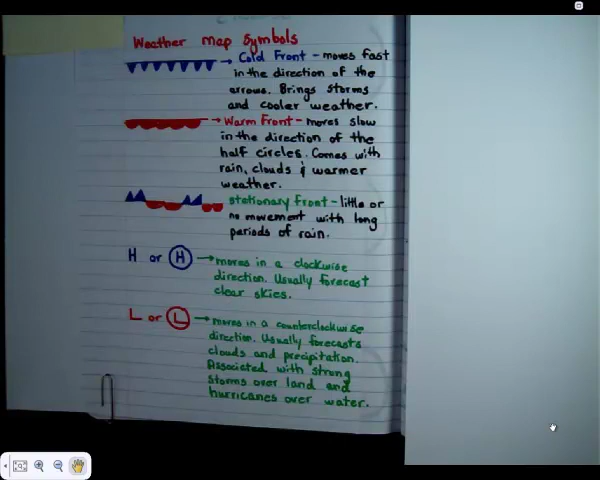 Weather map symbols
→ Cold Front - moves fast
in the direction of the
arrows. Brings storms
and cooler weather.
→ Warm Front - moves slow
in the direction of the
half circles. Comes with
rain, clouds & warmer
weather.
stationary Front - little or
no movement with long
periods of rain.
H or H → moves in a clockwise
direction. Usually forecast
clear skies.
L or L → moves in a counterclockwise
direction. Usually forecasts
clouds and precipitation.
Associated with strong
storms over land and
hurricanes over water.